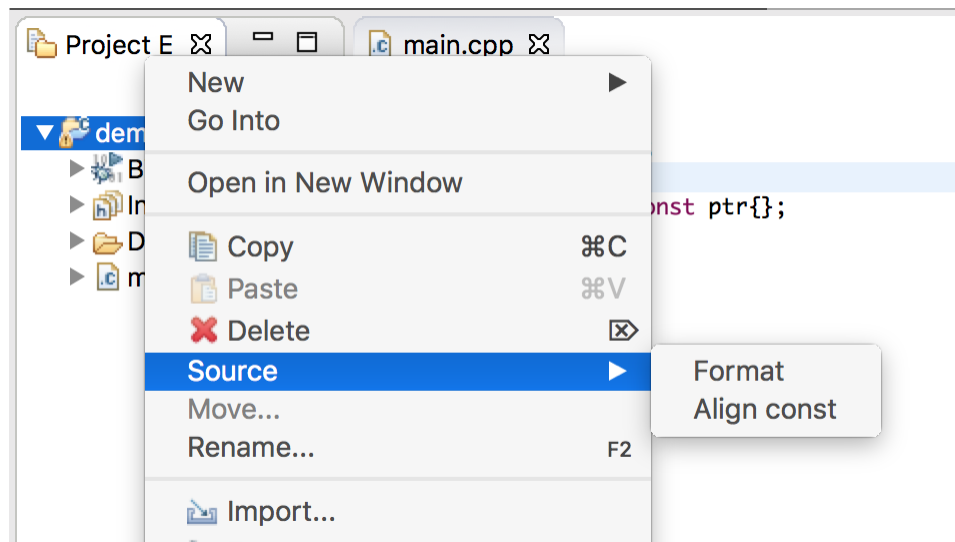 Project E
main.cpp
New
Go Into
dem
B
Open in New Window
In
const ptr{};
Copy ⌘C
D
Paste ⌘V
m
Delete ⌦
Source
Format
Move...
Align const
Rename... F2
Import...